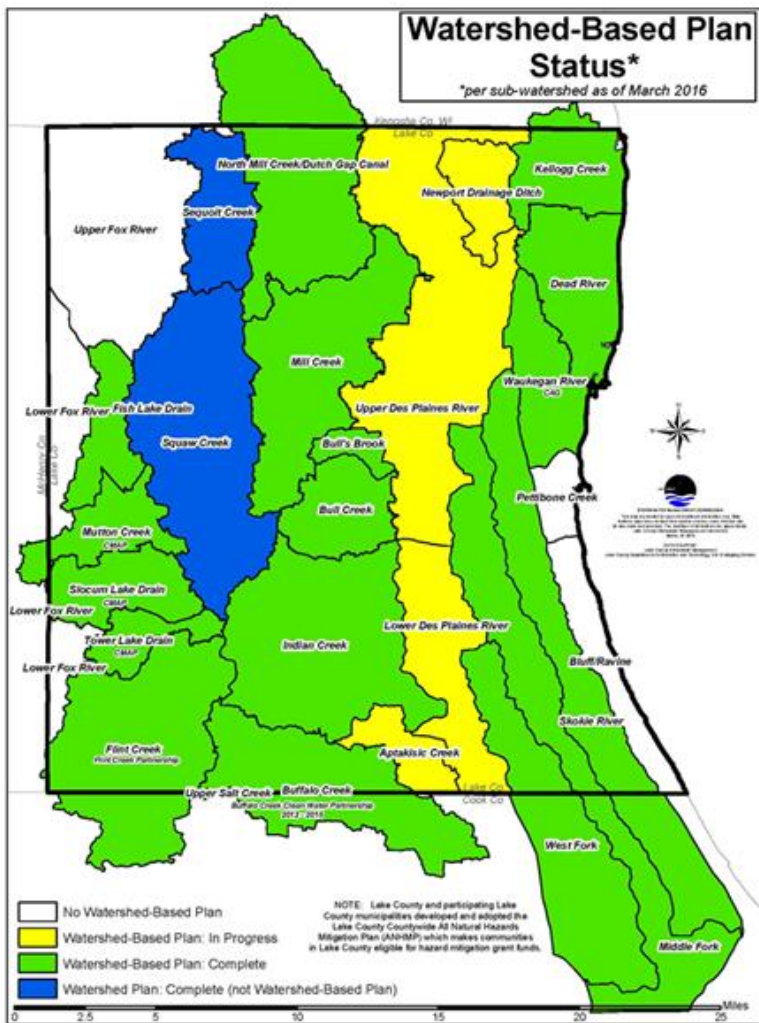 Watershed-Based Plan
Status*
*per sub-watershed as of March 2016
Kenosha Co. WI
Lake Co.
North Mill Creek/Dutch Gap Canal
Kellogg Creek
Newport Drainage Ditch
Sequoit Creek
Upper Fox River
Dead River
Mill Creek
Waukegan River
CAG
Lower Fox River
Fish Lake Drain
Upper Des Plaines River
McHenry Co
Lake Co
Squaw Creek
Bull's Brook
Pettibone Creek
Bull Creek
Mutton Creek
CMAP
Slocum Lake Drain
CMAP
Lower Fox River
Tower Lake Drain
CMAP
Indian Creek
Lower Des Plaines River
Lower Fox River
Bluff/Ravine
Skokie River
Flint Creek
Flint Creek Partnership
Aptakisic Creek
Upper Salt Creek
Buffalo Creek
Buffalo Creek Clean Water Partnership
Lake Co
Cook Co
West Fork
Middle Fork
No Watershed-Based Plan
Watershed-Based Plan: In Progress
Watershed-Based Plan: Complete
Watershed Plan: Complete (not Watershed-Based Plan)
NOTE: Lake County and participating Lake
County municipalities developed and adopted the
Lake County Countywide All Natural Hazards
Mitigation Plan (ANHMP) which makes communities
in Lake County eligible for hazard mitigation grant funds.
0 2.5 5 10 15 20 25 Miles